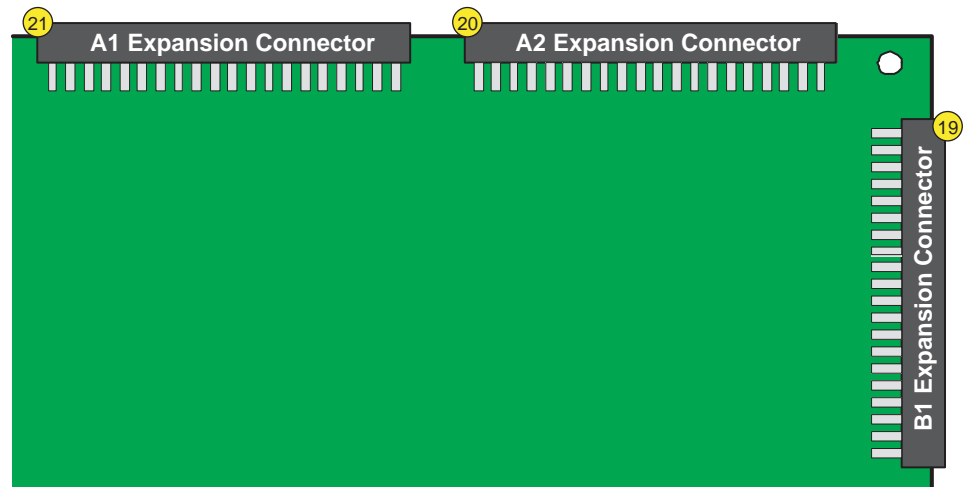 21
A1 Expansion Connector
20
A2 Expansion Connector
19
B1 Expansion Connector